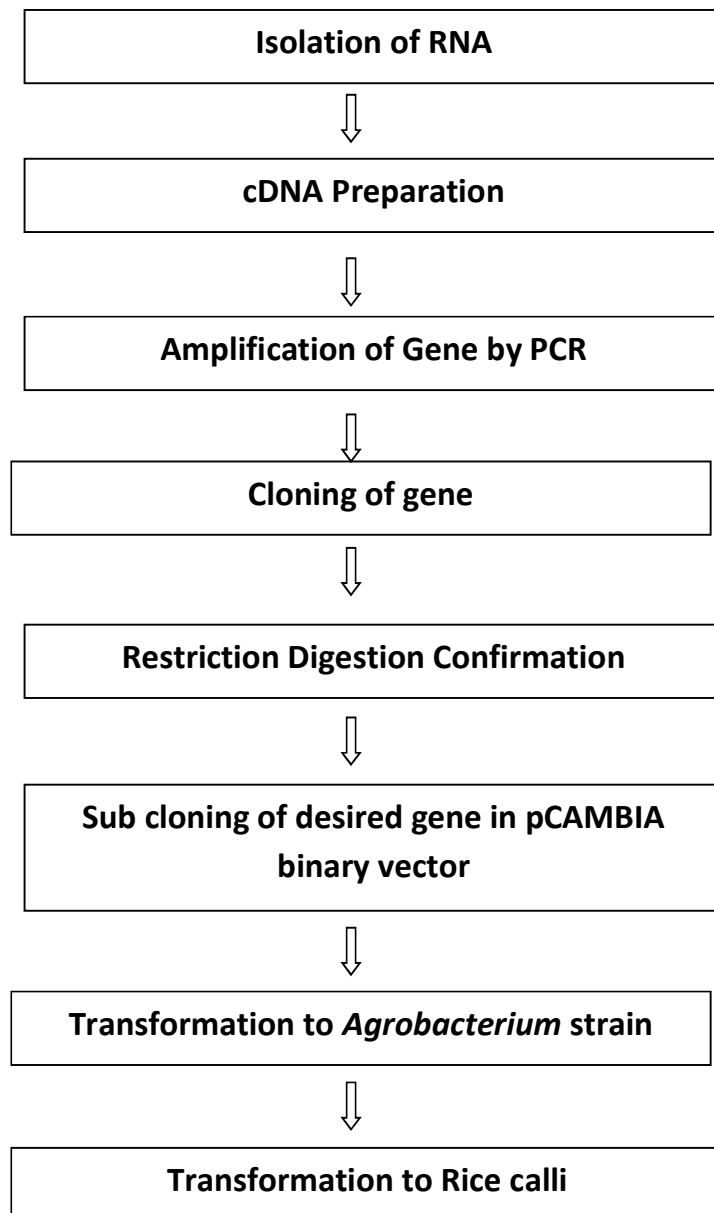 Isolation of RNA
cDNA Preparation
Amplification of Gene by PCR
Cloning of gene
Restriction Digestion Confirmation
Sub cloning of desired gene in pCAMBIA
binary vector
Transformation to Agrobacterium strain
Transformation to Rice calli